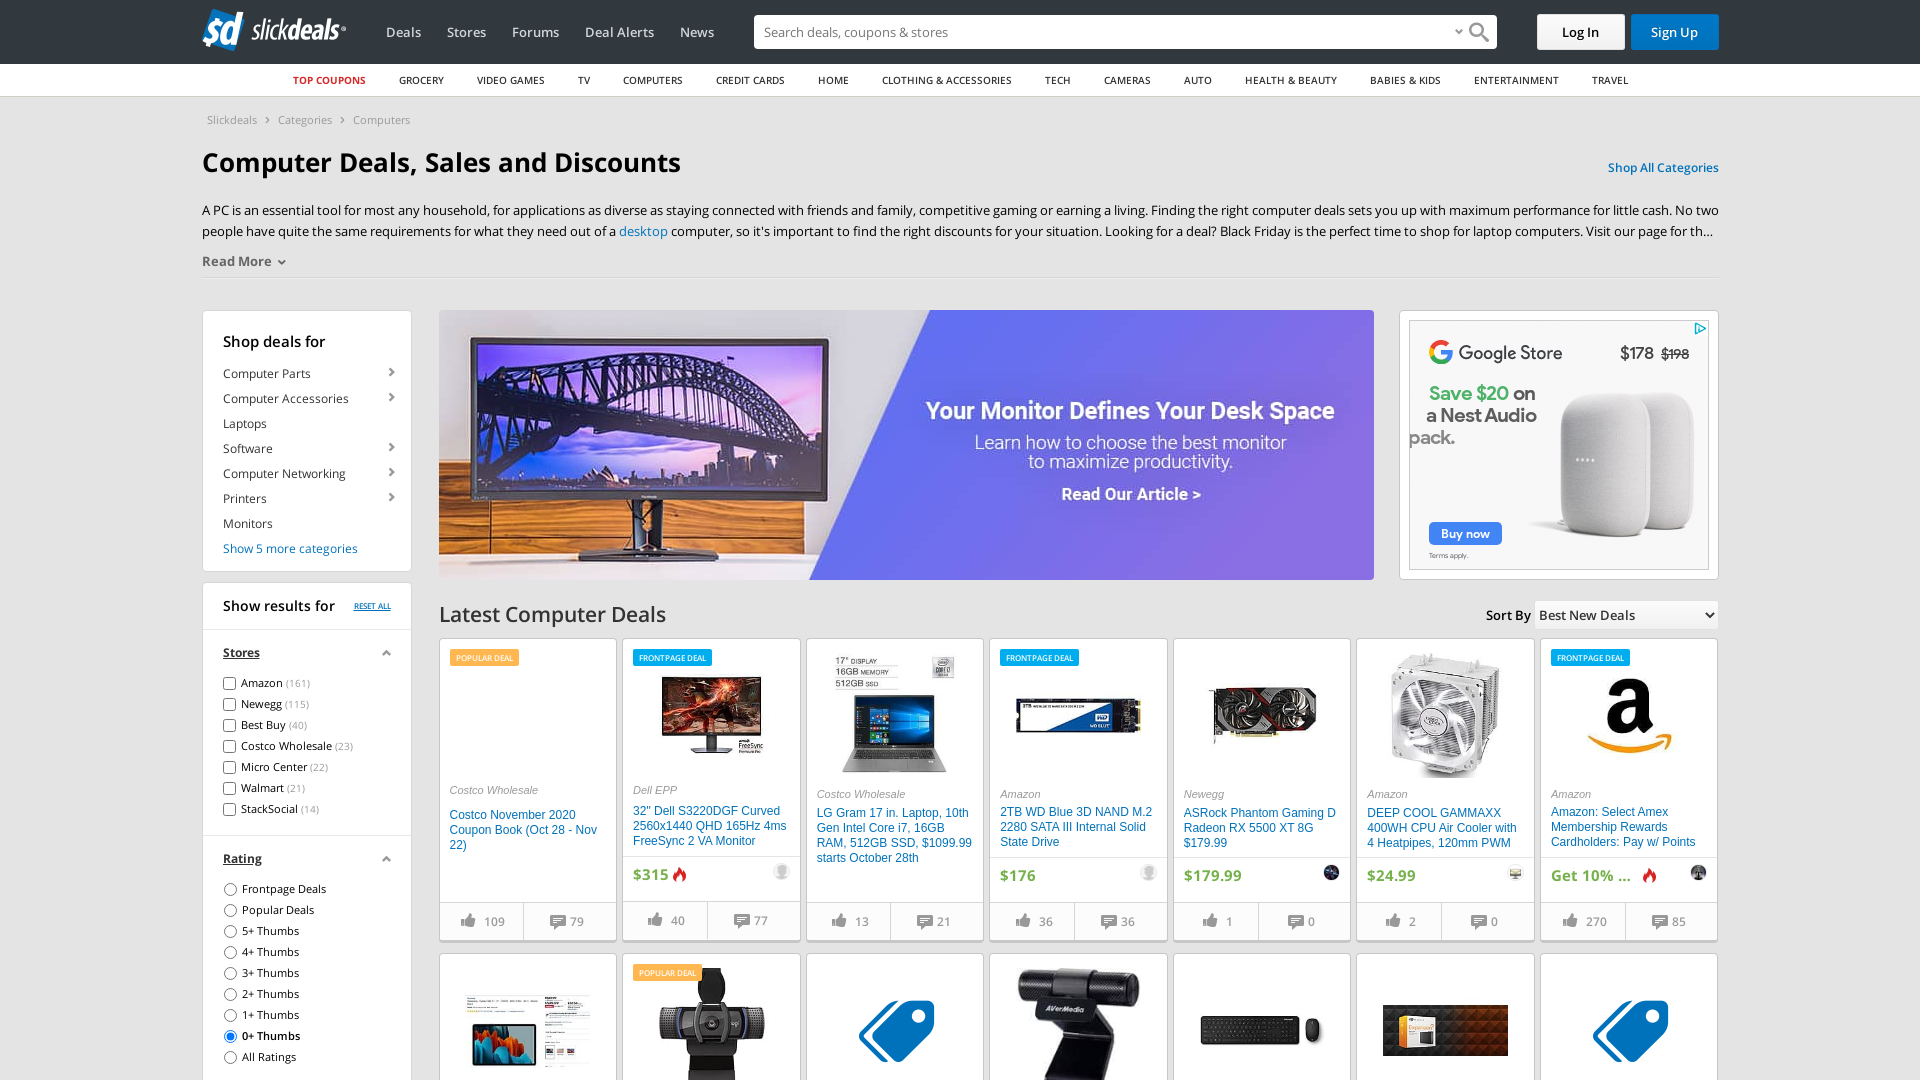 sd slickdeals
Deals
Stores
Forums
Deal Alerts
News
Search deals, coupons & stores
Log In
Sign Up
TOP COUPONS
GROCERY
VIDEO GAMES
TV
COMPUTERS
CREDIT CARDS
HOME
CLOTHING & ACCESSORIES
TECH
CAMERAS
AUTO
HEALTH & BEAUTY
BABIES & KIDS
ENTERTAINMENT
TRAVEL
Slickdeals > Categories > Computers
Computer Deals, Sales and Discounts
Shop All Categories
A PC is an essential tool for most any household, for applications as diverse as staying connected with friends and family, competitive gaming or earning a living. Finding the right computer deals sets you up with maximum performance for little cash. No two
people have quite the same requirements for what they need out of a desktop computer, so it's important to find the right discounts for your situation. Looking for a deal? Black Friday is the perfect time to shop for laptop computers. Visit our page for th...
Read More
Shop deals for
Computer Parts
Computer Accessories
Laptops
Software
Computer Networking
Printers
Monitors
Show 5 more categories
Your Monitor Defines Your Desk Space
Learn how to choose the best monitor
to maximize productivity.
Read Our Article >
Google Store
$178 $198
Save $20 on
a Nest Audio
pack.
Buy now
Terms apply.
Show results for
RESET ALL
Stores
Amazon (161)
Newegg (115)
Best Buy (40)
Costco Wholesale (23)
Micro Center (22)
Walmart (21)
StackSocial (14)
Rating
Frontpage Deals
Popular Deals
5+ Thumbs
4+ Thumbs
3+ Thumbs
2+ Thumbs
1+ Thumbs
0+ Thumbs
All Ratings
Latest Computer Deals
Sort By Best New Deals
POPULAR DEAL
Costco Wholesale
Costco November 2020
Coupon Book (Oct 28 - Nov
22)
109
79
FRONTPAGE DEAL
AMD
FreeSync
Premium Pro
Dell EPP
32" Dell S3220DGF Curved
2560x1440 QHD 165Hz 4ms
FreeSync 2 VA Monitor
$315
40
77
17" DISPLAY
16GB MEMORY
512GB SSD
CORE i7
Costco Wholesale
LG Gram 17 in. Laptop, 10th
Gen Intel Core i7, 16GB
RAM, 512GB SSD, $1099.99
starts October 28th
13
21
FRONTPAGE DEAL
WD BLUE
Amazon
2TB WD Blue 3D NAND M.2
2280 SATA III Internal Solid
State Drive
$176
36
36
Newegg
ASRock Phantom Gaming D
Radeon RX 5500 XT 8G
$179.99
$179.99
1
0
Amazon
DEEP COOL GAMMAXX
400WH CPU Air Cooler with
4 Heatpipes, 120mm PWM
$24.99
2
0
FRONTPAGE DEAL
a
Amazon
Amazon: Select Amex
Membership Rewards
Cardholders: Pay w/ Points
Get 10% ...
270
85
POPULAR DEAL
AVerMedia